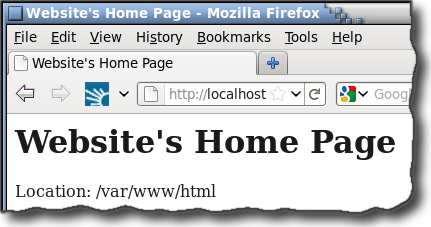 Website's Home Page - Mozilla Firefox
File Edit View History Bookmarks Tools Help
Website's Home Page
http://localhost Goog
Website's Home Page
Location: /var/www/html